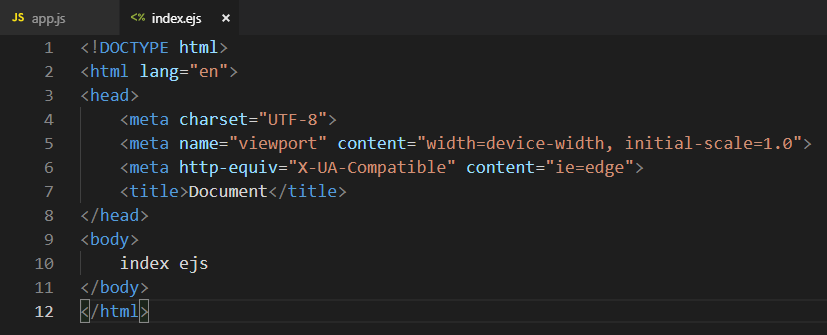 JS app.js <%> index.ejs ×
1 <!DOCTYPE html>
2 <html lang="en">
3 <head>
4     <meta charset="UTF-8">
5     <meta name="viewport" content="width=device-width, initial-scale=1.0">
6     <meta http-equiv="X-UA-Compatible" content="ie=edge">
7     <title>Document</title>
8 </head>
9 <body>
10     index ejs
11 </body>
12 </html>